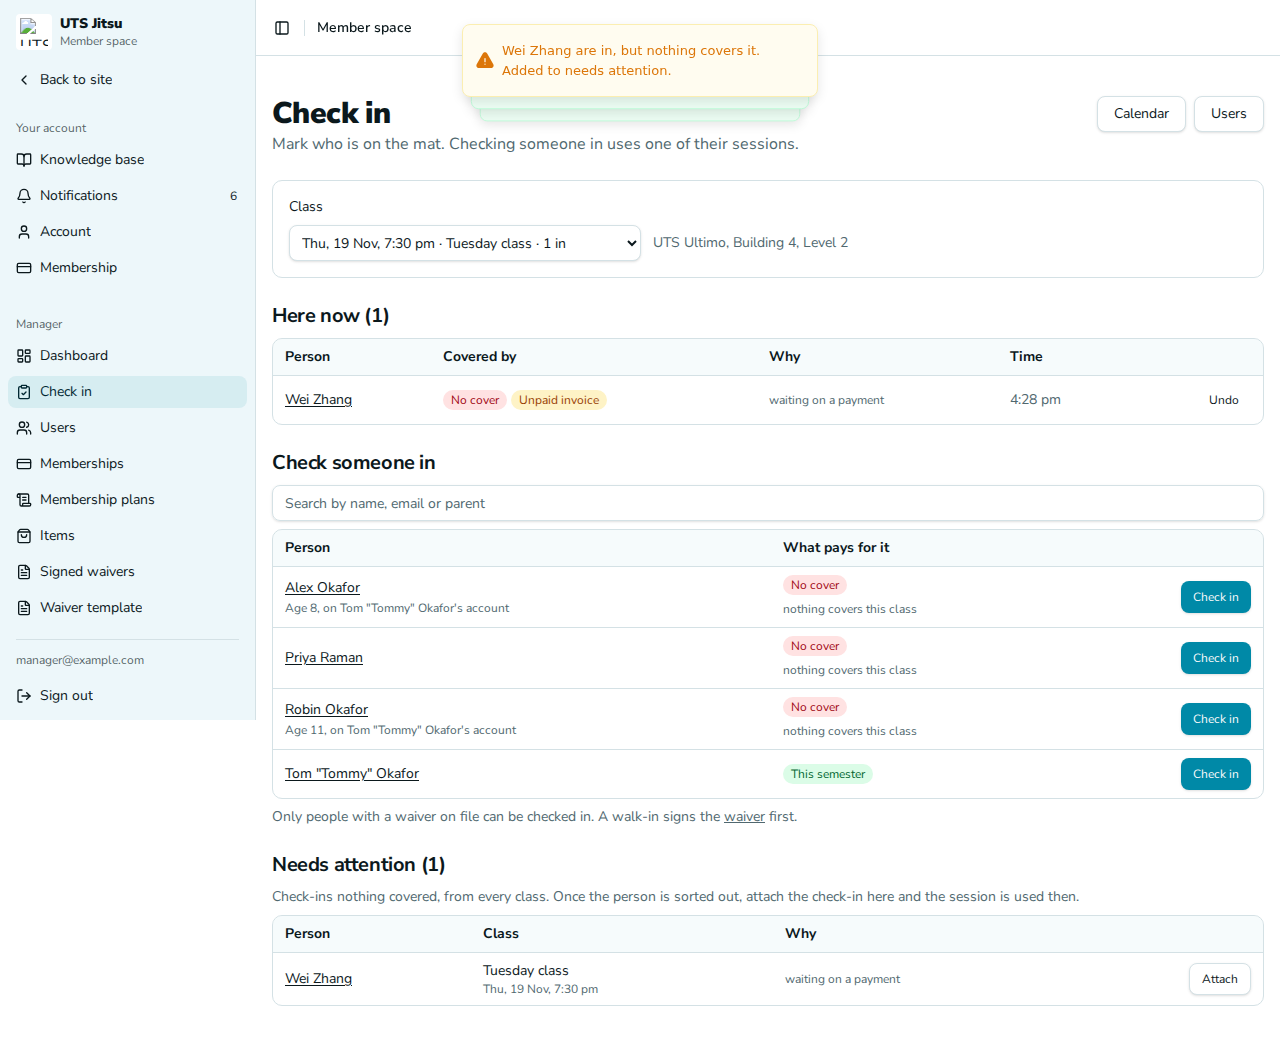 UTS Jitsu
Member space
Back to site
Your account
Knowledge base
Notifications 6
Account
Membership
Manager
Dashboard
Check in
Users
Memberships
Membership plans
Items
Signed waivers
Waiver template
manager@example.com
Sign out
Member space
Wei Zhang are in, but nothing covers it.
Added to needs attention.
Check in
Mark who is on the mat. Checking someone in uses one of their sessions.
Calendar
Users
Class
Thu, 19 Nov, 7:30 pm · Tuesday class · 1 in
UTS Ultimo, Building 4, Level 2
Here now (1)
Person Covered by Why Time
Wei Zhang No cover Unpaid invoice waiting on a payment 4:28 pm Undo
Check someone in
Search by name, email or parent
Person What pays for it
Alex Okafor No cover Check in
Age 8, on Tom "Tommy" Okafor's account nothing covers this class
Priya Raman No cover Check in
nothing covers this class
Robin Okafor No cover Check in
Age 11, on Tom "Tommy" Okafor's account nothing covers this class
Tom "Tommy" Okafor This semester Check in
Only people with a waiver on file can be checked in. A walk-in signs the waiver first.
Needs attention (1)
Check-ins nothing covered, from every class. Once the person is sorted out, attach the check-in here and the session is used then.
Person Class Why
Wei Zhang Tuesday class waiting on a payment Attach
Thu, 19 Nov, 7:30 pm